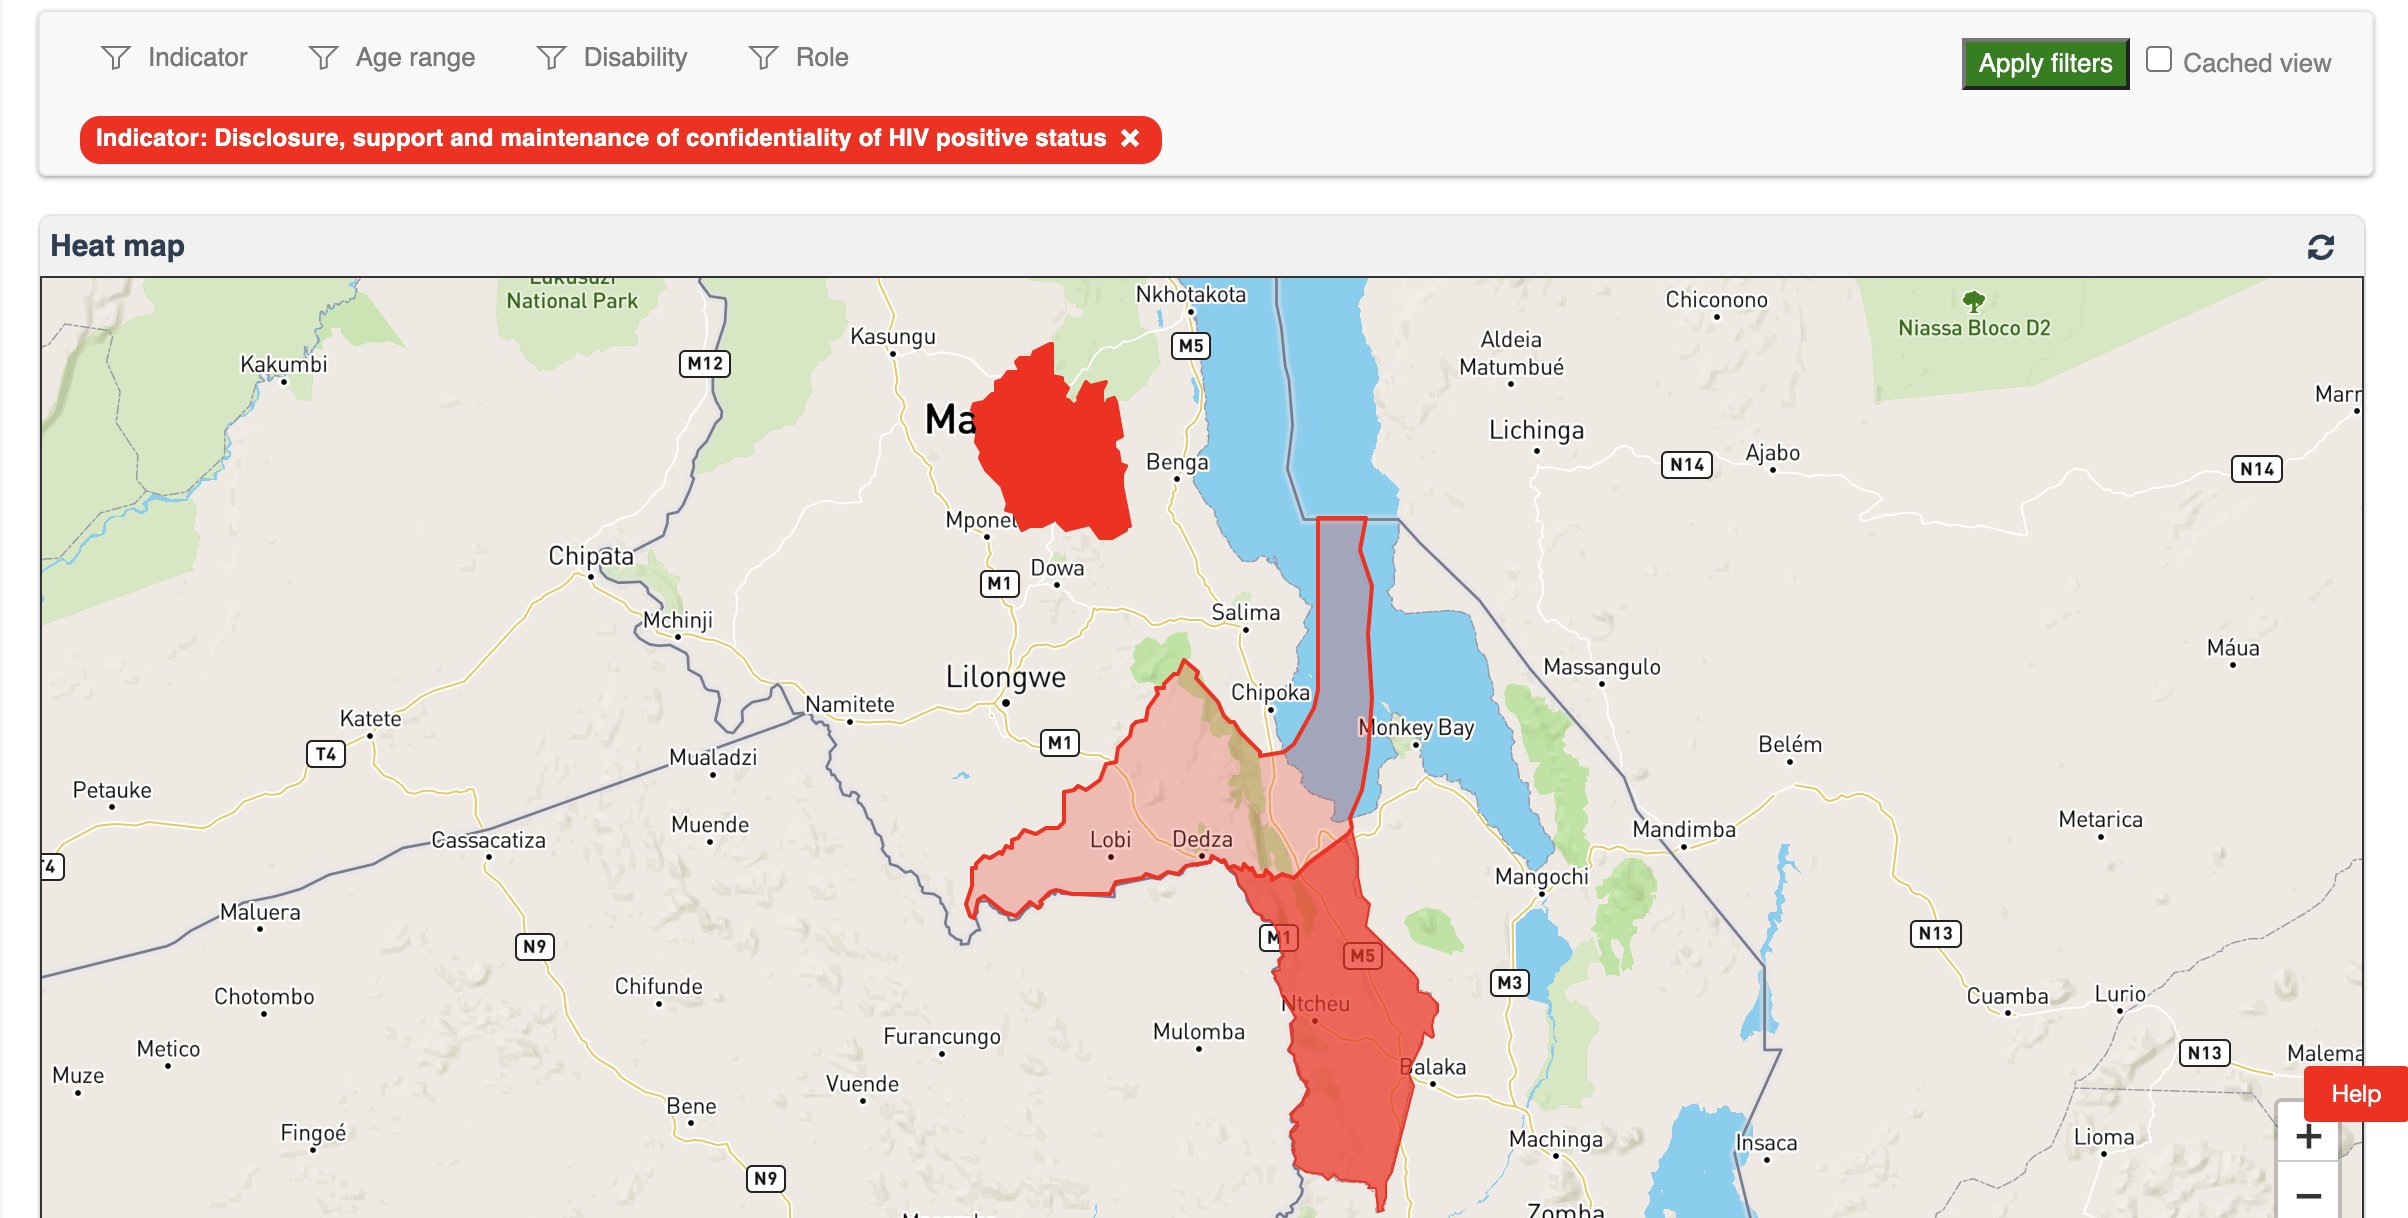 Indicator
Age range
Disability
Role
Apply filters
Cached view
Indicator: Disclosure, support and maintenance of confidentiality of HIV positive status ×
Heat map
National Park
Nkhotakota
Chiconono
Niassa Bloco D2
Kasungu
M5
Aldeia
Matumbué
Kakumbi
M12
Marr
Ma
Lichinga
Benga
N14
Ajabo
N14
Mponel
Chipata
M1
Dowa
Mchinji
Salima
Máua
Lilongwe
Massangulo
Chipoka
Namitete
Katete
Monkey Bay
T4
M1
Belém
Mualadzi
Petauke
Muende
Lobi
Dedza
Mandimba
Metarica
Cassacatiza
T4
Mangochi
Maluera
N9
M1
M5
N13
M3
Chifunde
Chotombo
Ntcheu
Cuamba
Lurio
Furancungo
Mulomba
Metico
N13
Malema
Muze
Balaka
Vuende
Help
Bene
Fingoé
Machinga
Insaca
Lioma
+
N9
−
Zomba